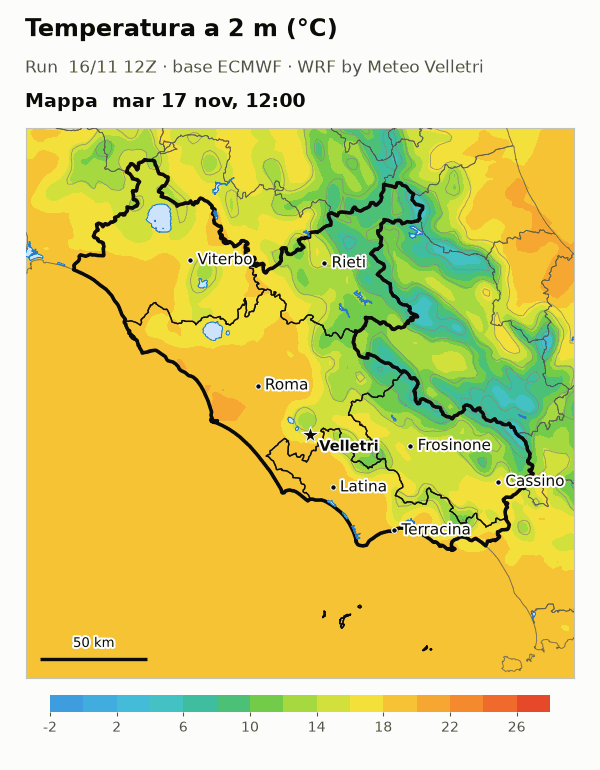 Temperatura a 2 m (°C)
Run  16/11 12Z · base ECMWF · WRF by Meteo Velletri
Mappa  mar 17 nov, 12:00
Viterbo
Rieti
Roma
Velletri
Frosinone
Latina
Cassino
Terracina
50 km
-2 2 6 10 14 18 22 26